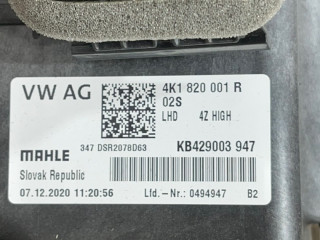 VW AG
4K1 820 001 R
02S
LHD 4Z HIGH
MAHLE
347 DSR2078D63
KB429003 947
Slovak Republic
07.12.2020 11:20:56 Lfd.-Nr.: 0494947 B2